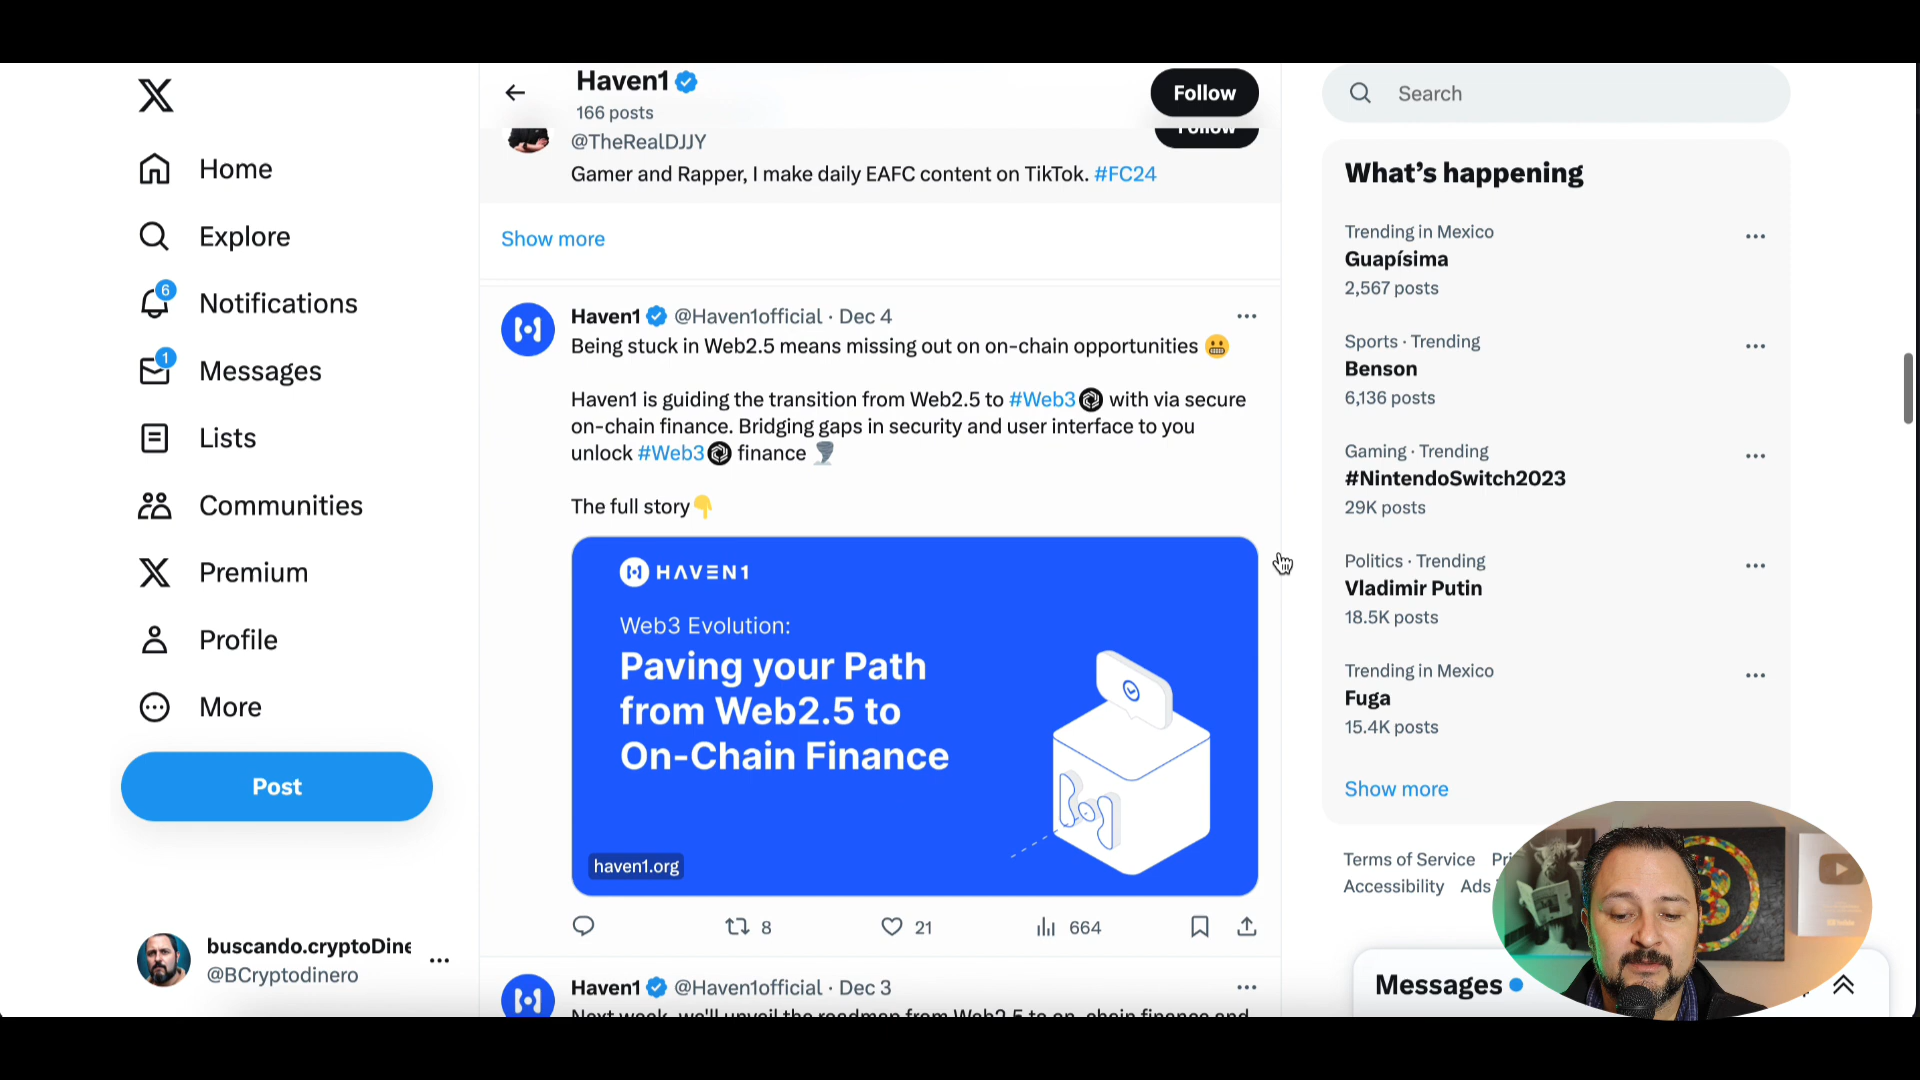 Home
Explore
6
Notifications
1
Messages
Lists
Communities
Premium
Profile
More
Post
buscando.cryptoDine
@BCryptodinero
Haven1
166 posts
Follow
@TheRealDJJY
Follow
Gamer and Rapper, I make daily EAFC content on TikTok. #FC24
Show more
Haven1 @Haven1official · Dec 4
Being stuck in Web2.5 means missing out on on-chain opportunities 😬
Haven1 is guiding the transition from Web2.5 to #Web3 with via secure
on-chain finance. Bridging gaps in security and user interface to you
unlock #Web3 finance 🌪️
The full story👇
HAVEN1
Web3 Evolution:
Paving your Path
from Web2.5 to
On-Chain Finance
haven1.org
8
21
664
Haven1 @Haven1official · Dec 3
Next week, we'll unveil the roadmap from Web2.5 to on-chain finance and
Search
What's happening
Trending in Mexico
Guapísima
2,567 posts
Sports · Trending
Benson
6,136 posts
Gaming · Trending
#NintendoSwitch2023
29K posts
Politics · Trending
Vladimir Putin
18.5K posts
Trending in Mexico
Fuga
15.4K posts
Show more
Terms of Service
Accessibility Ads
Messages